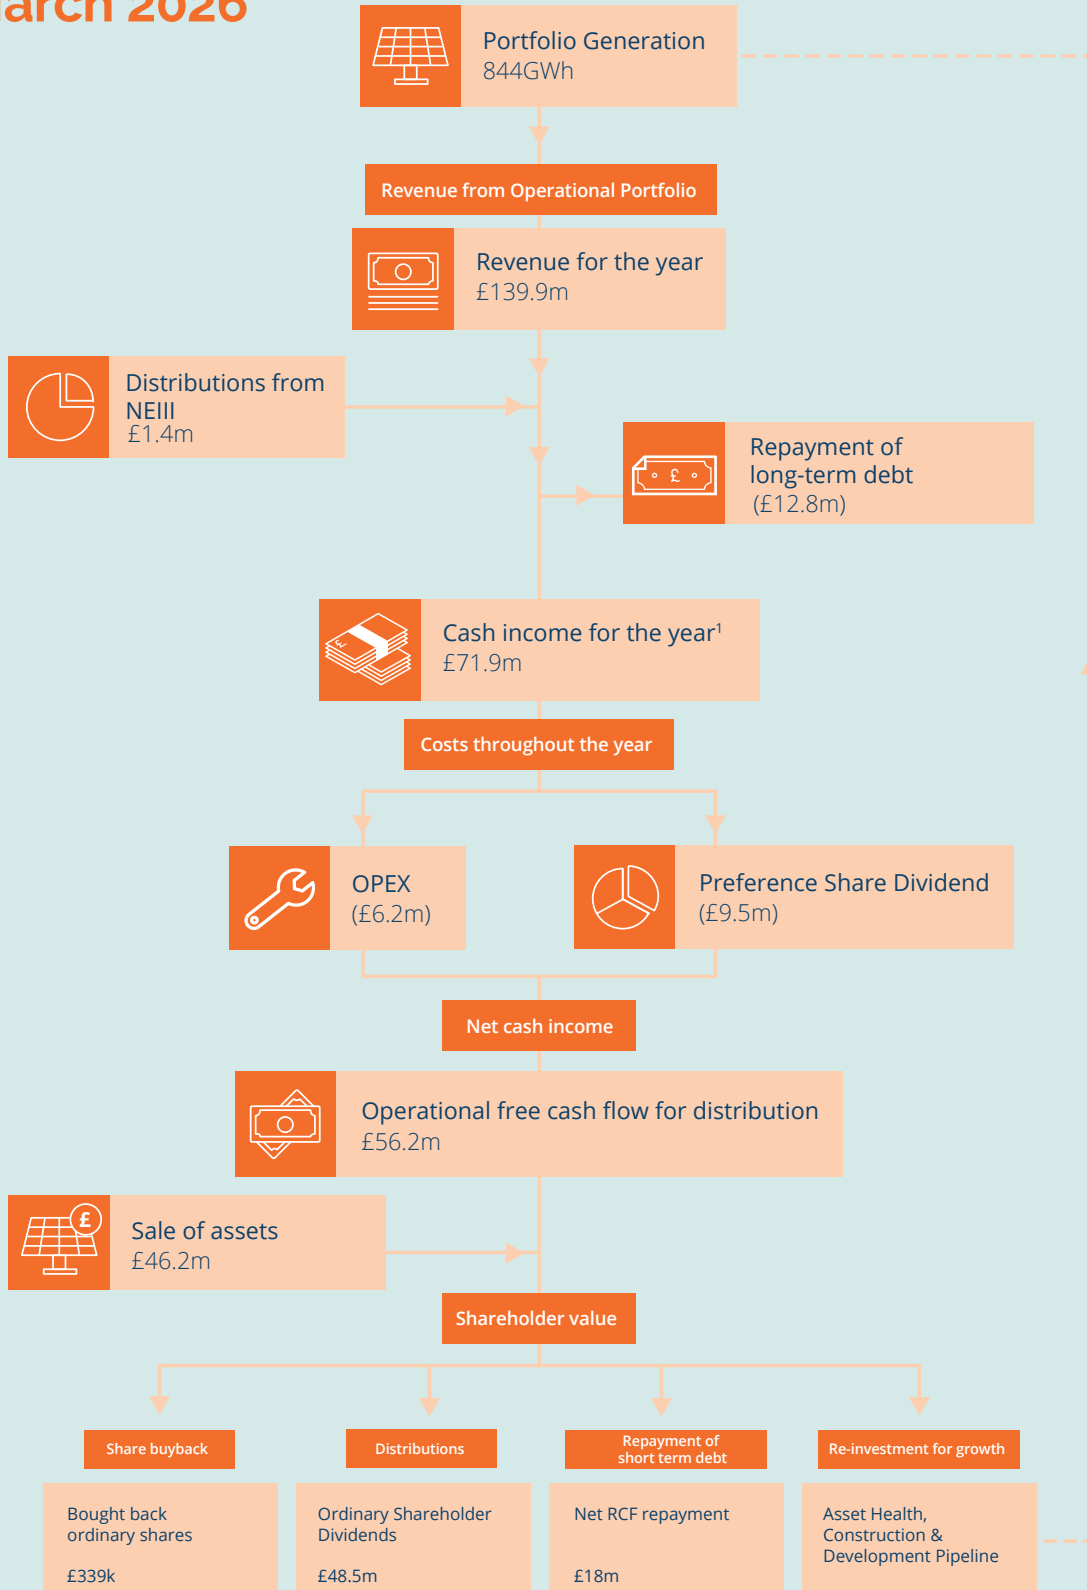 March 2026
Portfolio Generation
844GWh
Revenue from Operational Portfolio
Revenue for the year
£139.9m
Distributions from
NEIII
£1.4m
£
Repayment of
long-term debt
(£12.8m)
Cash income for the year¹
£71.9m
Costs throughout the year
OPEX
(£6.2m)
Preference Share Dividend
(£9.5m)
Net cash income
Operational free cash flow for distribution
£56.2m
£
Sale of assets
£46.2m
Shareholder value
Share buyback
Distributions
Repayment of
short term debt
Re-investment for growth
Bought back
ordinary shares
£339k
Ordinary Shareholder
Dividends
£48.5m
Net RCF repayment
£18m
Asset Health,
Construction &
Development Pipeline